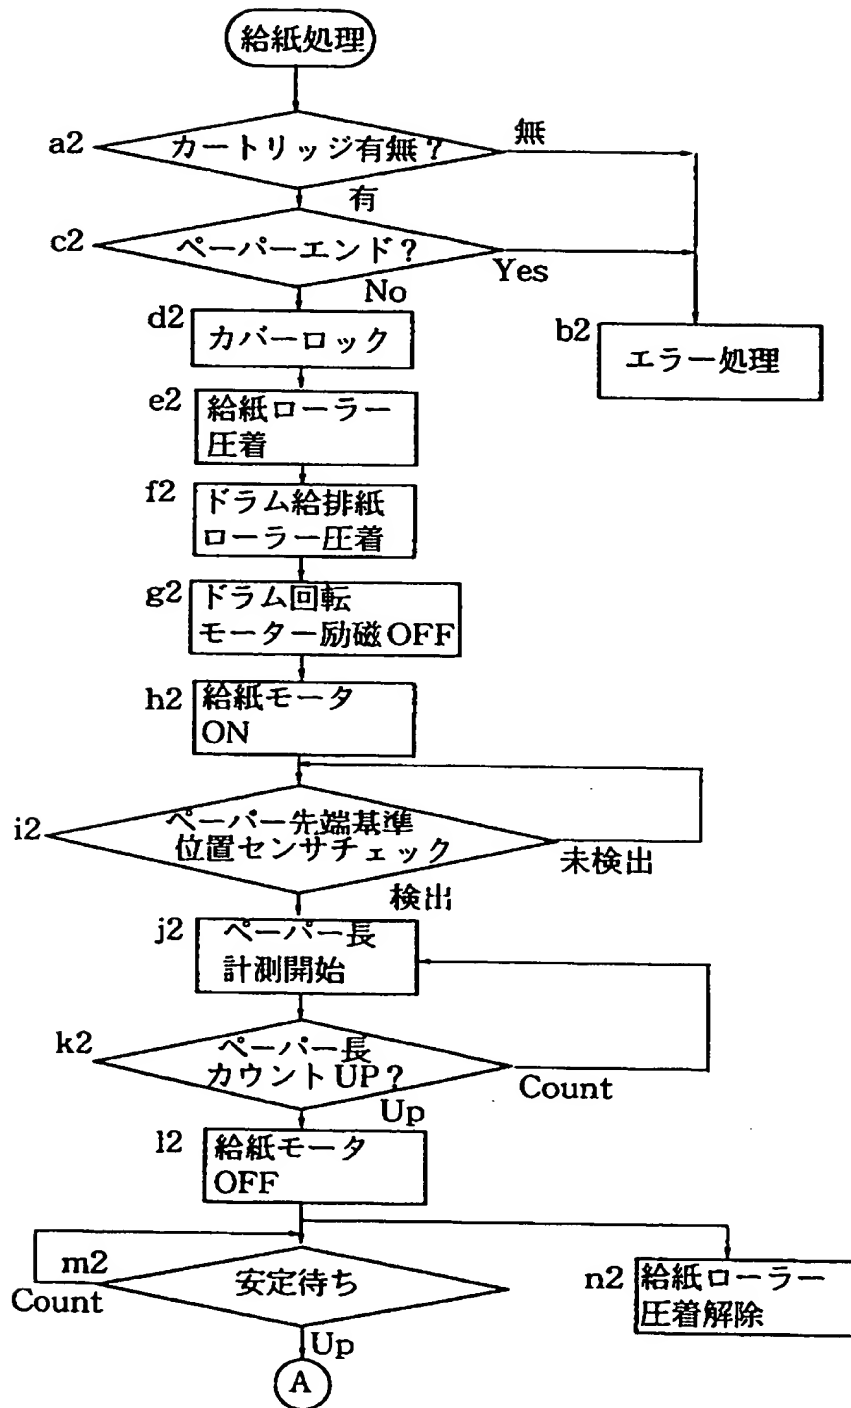 給紙処理
a2
カートリッジ有無?
無
有
c2
ペーパーエンド?
Yes
No
d2
カバーロック
b2
エラー処理
e2
給紙ローラー
圧着
f2
ドラム給排紙
ローラー圧着
g2
ドラム回転
モーター励磁OFF
h2
給紙モータ
ON
i2
ペーパー先端基準
位置センサチェック
未検出
検出
j2
ペーパー長
計測開始
k2
ペーパー長
カウントUP?
Count
Up
l2
給紙モータ
OFF
m2
安定待ち
Count
n2
給紙ローラー
圧着解除
Up
A